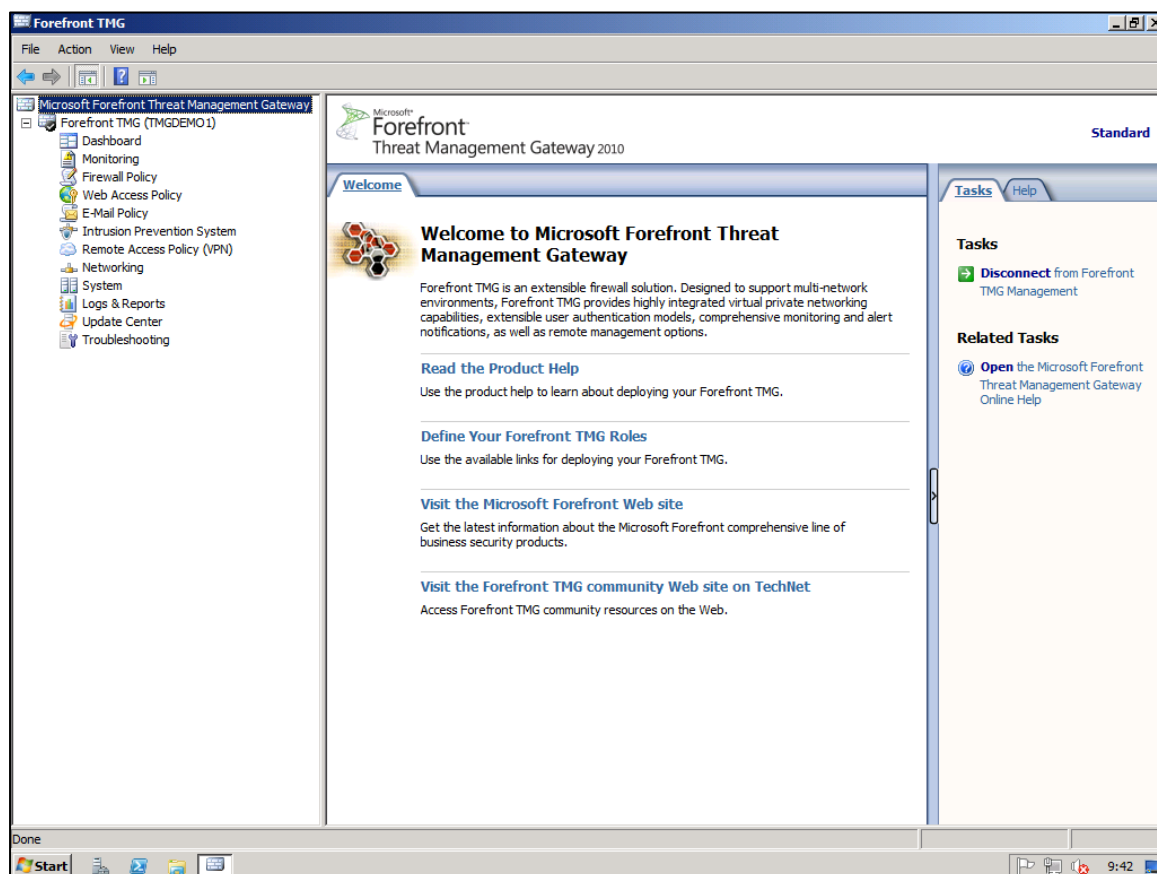 Forefront TMG
File Action View Help
Microsoft Forefront Threat Management Gateway
Forefront TMG (TMGDEMO1)
Dashboard
Monitoring
Firewall Policy
Web Access Policy
E-Mail Policy
Intrusion Prevention System
Remote Access Policy (VPN)
Networking
System
Logs & Reports
Update Center
Troubleshooting
Microsoft®
Forefront™
Threat Management Gateway 2010
Standard
Welcome
Welcome to Microsoft Forefront Threat
Management Gateway
Forefront TMG is an extensible firewall solution. Designed to support multi-network
environments, Forefront TMG provides highly integrated virtual private networking
capabilities, extensible user authentication models, comprehensive monitoring and alert
notifications, as well as remote management options.
Read the Product Help
Use the product help to learn about deploying your Forefront TMG.
Define Your Forefront TMG Roles
Use the available links for deploying your Forefront TMG.
Visit the Microsoft Forefront Web site
Get the latest information about the Microsoft Forefront comprehensive line of
business security products.
Visit the Forefront TMG community Web site on TechNet
Access Forefront TMG community resources on the Web.
Tasks Help
Tasks
Disconnect from Forefront
TMG Management
Related Tasks
Open the Microsoft Forefront
Threat Management Gateway
Online Help
Done
Start
9:42